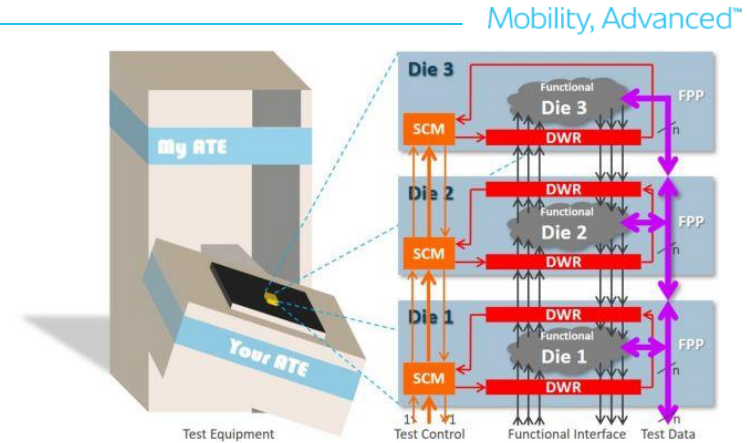 Mobility, Advanced™
My ATE
Your ATE
Test Equipment
Die 3
Functional
Die 3
FPP
SCM
DWR
n
DWR
Die 2
Functional
Die 2
FPP
SCM
DWR
n
DWR
Die 1
Functional
Die 1
FPP
SCM
DWR
n
1
1
n
Test Control
Functional Interface
Test Data